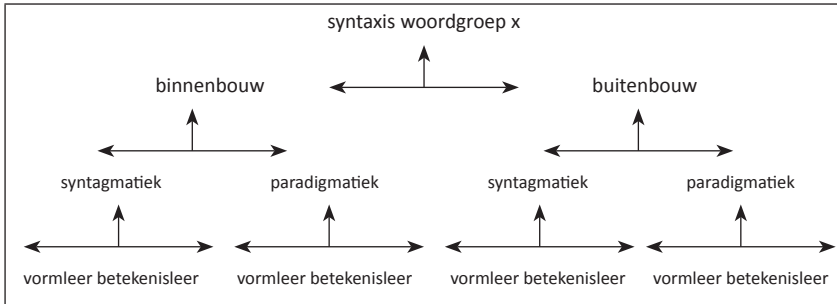 syntaxis woordgroep x
binnenbouw buitenbouw
syntagmatiek paradigmatiek syntagmatiek paradigmatiek
vormleer betekenisleer vormleer betekenisleer vormleer betekenisleer vormleer betekenisleer